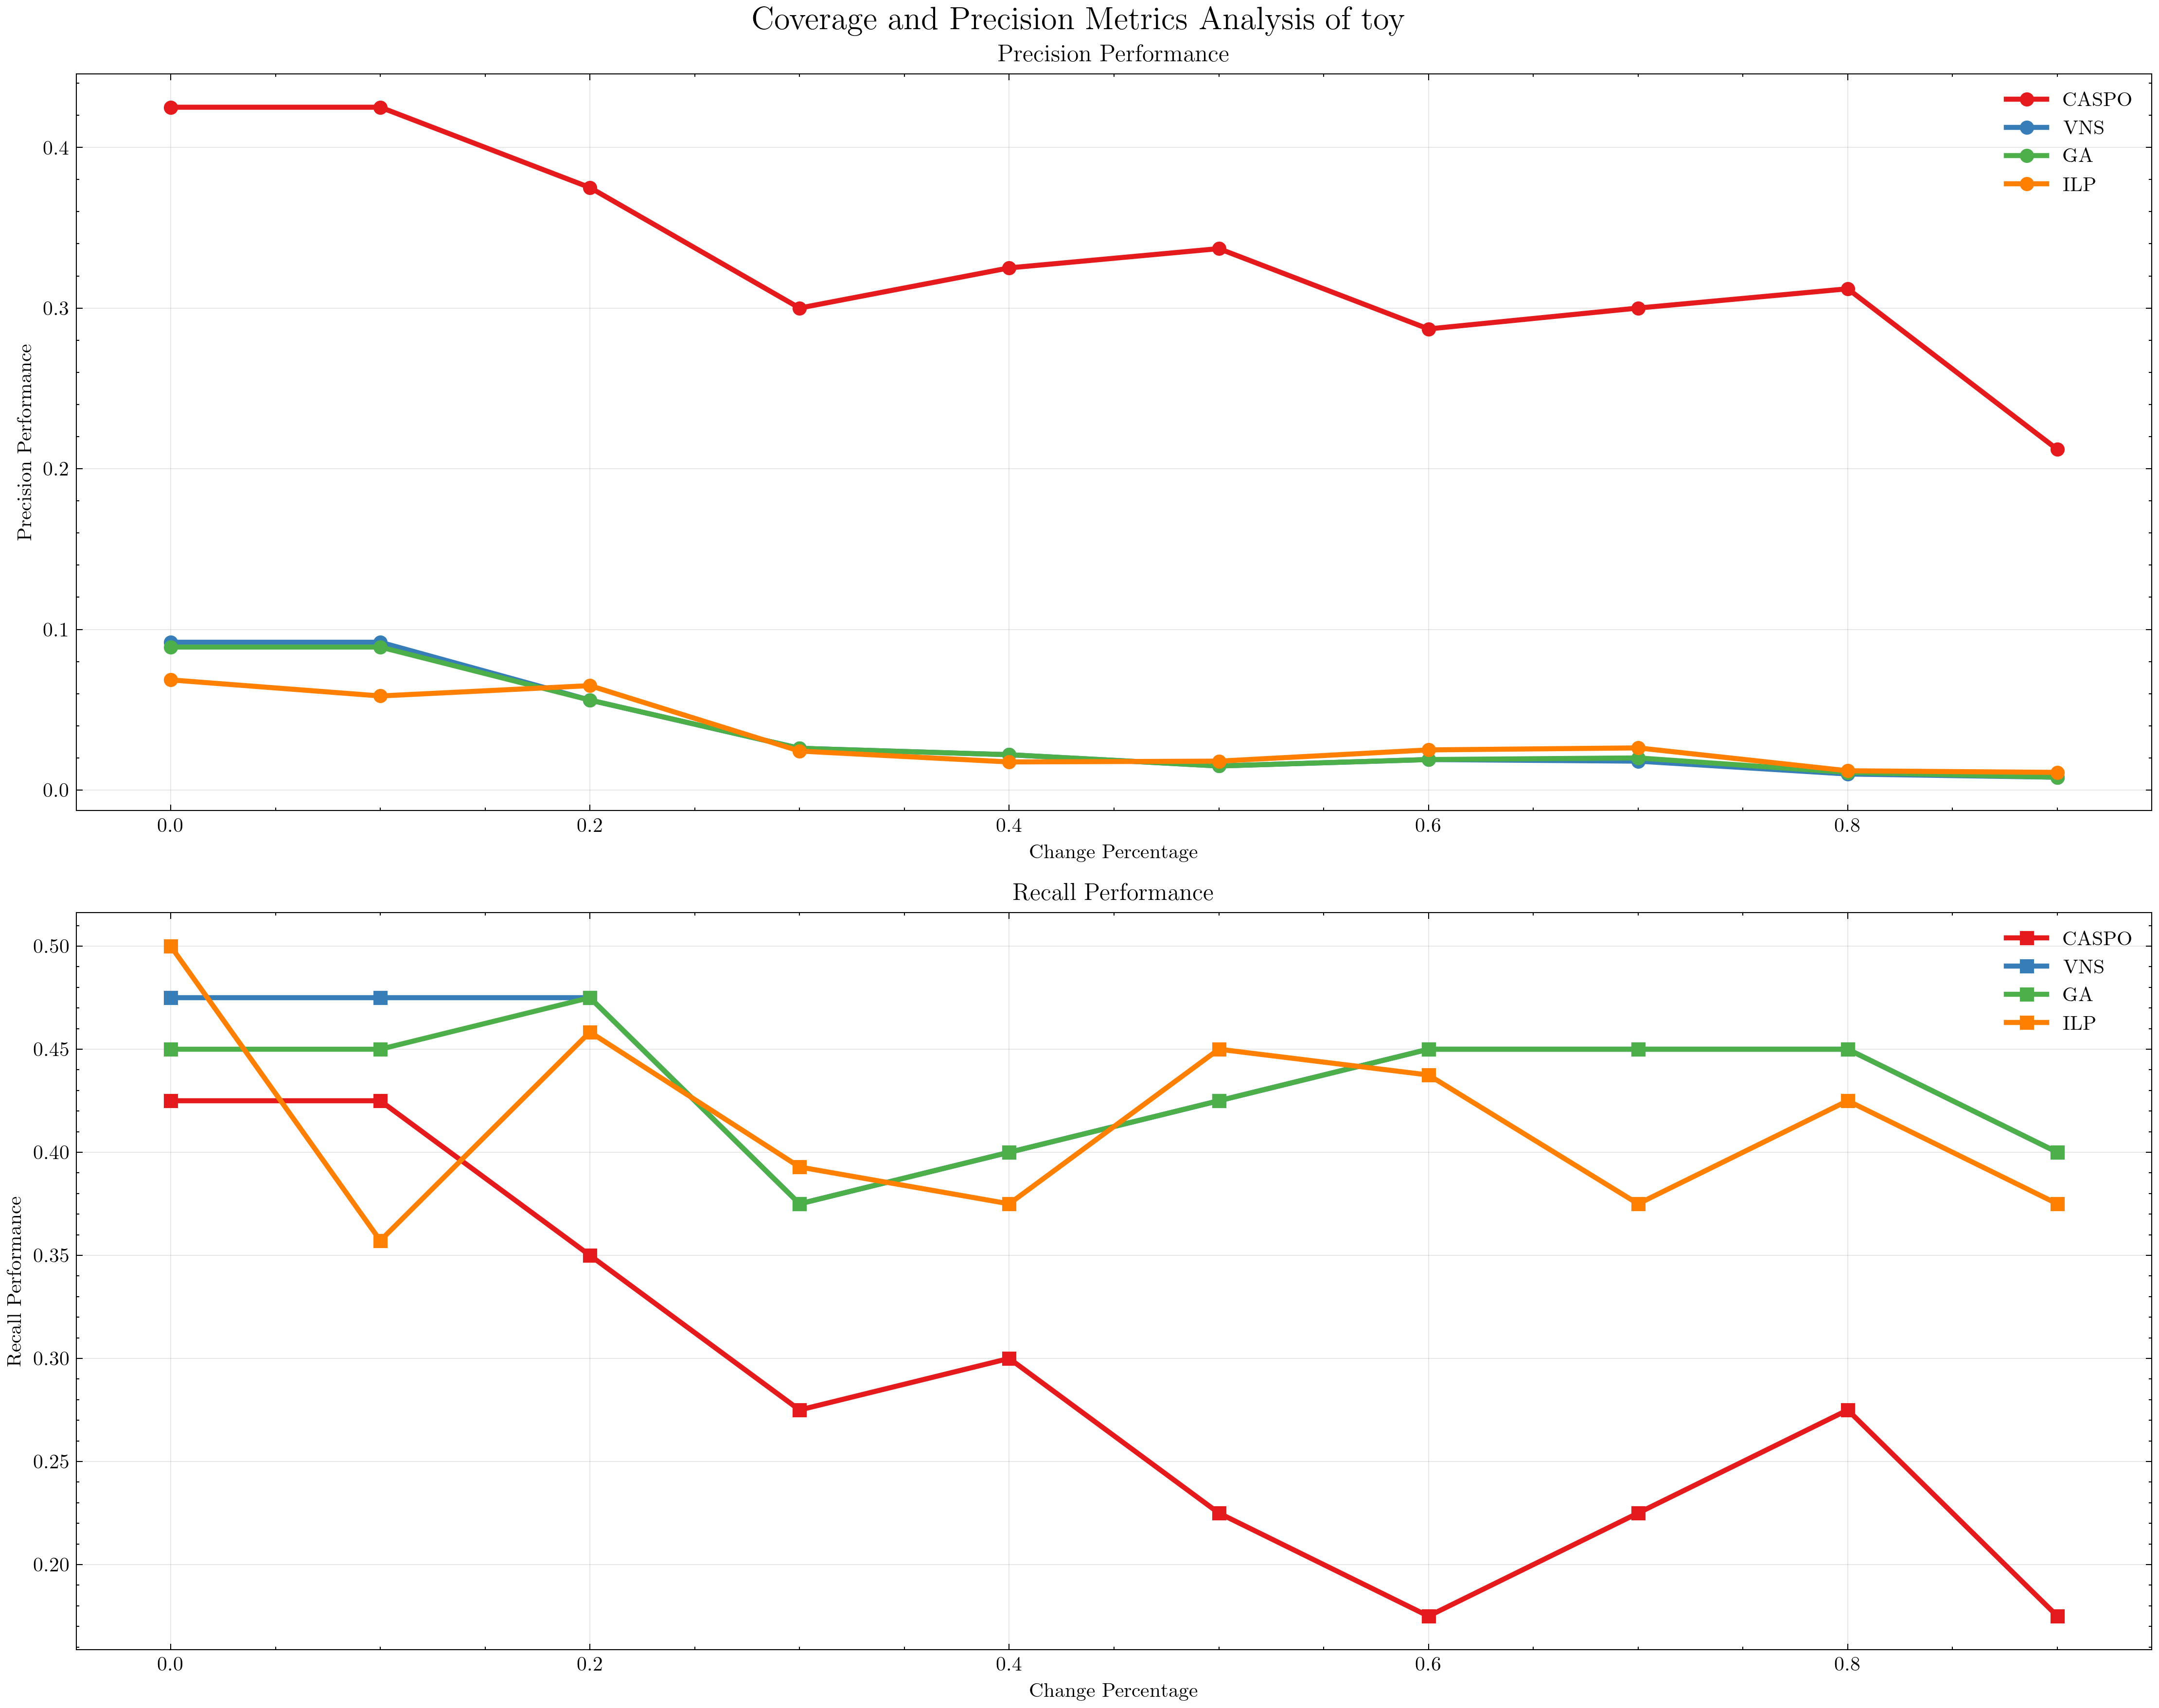 Coverage and Precision Metrics Analysis of toy
Precision Performance
CASPO
VNS
GA
ILP
Precision Performance
0.4
0.3
0.2
0.1
0.0
0.0 0.2 0.4 0.6 0.8
Change Percentage
Recall Performance
CASPO
VNS
GA
ILP
Recall Performance
0.50
0.45
0.40
0.35
0.30
0.25
0.20
0.0 0.2 0.4 0.6 0.8
Change Percentage